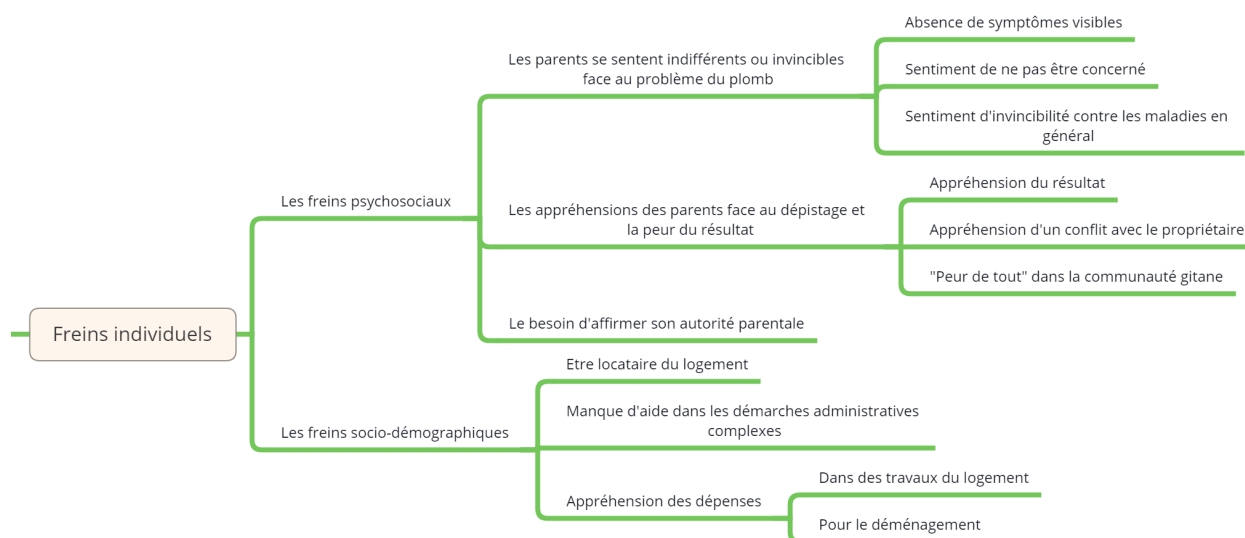 Freins individuels
Les freins psychosociaux
Les parents se sentent indifférents ou invincibles
face au problème du plomb
Absence de symptômes visibles
Sentiment de ne pas être concerné
Sentiment d'invincibilité contre les maladies en
général
Les appréhensions des parents face au dépistage et
la peur du résultat
Appréhension du résultat
Appréhension d'un conflit avec le propriétaire
"Peur de tout" dans la communauté gitane
Le besoin d'affirmer son autorité parentale
Les freins socio-démographiques
Etre locataire du logement
Manque d'aide dans les démarches administratives
complexes
Appréhension des dépenses
Dans des travaux du logement
Pour le déménagement